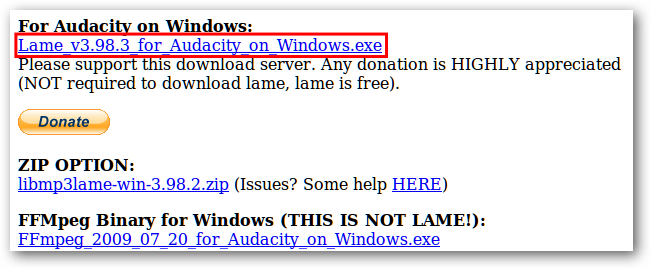 For Audacity on Windows:
Lame_v3.98.3_for_Audacity_on_Windows.exe
Please support this download server. Any donation is HIGHLY appreciated
(NOT required to download lame, lame is free).
Donate
ZIP OPTION:
libmp3lame-win-3.98.2.zip (Issues? Some help HERE)
FFMpeg Binary for Windows (THIS IS NOT LAME!):
FFmpeg_2009_07_20_for_Audacity_on_Windows.exe